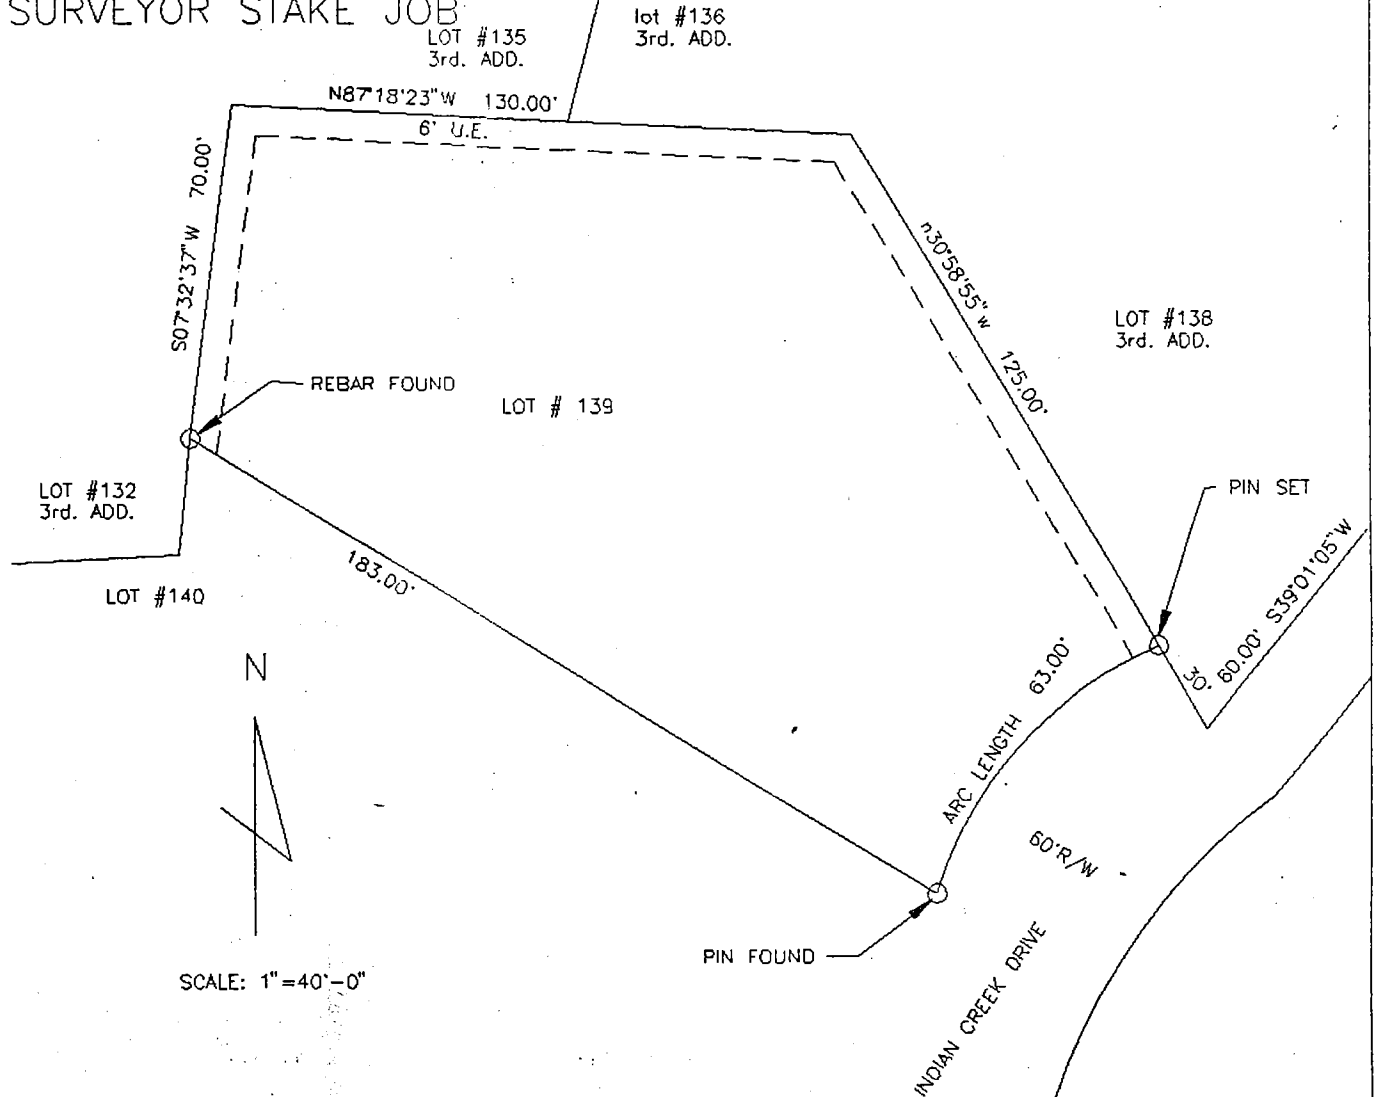 SURVEYOR STAKE JOB
LOT #135
3rd. ADD.
lot #136
3rd. ADD.
N87°18'23"W 130.00'
6' U.E.
S07°32'37"W 70.00'
n30°58'55"w 125.00'
LOT #138
3rd. ADD.
REBAR FOUND
LOT # 139
LOT #132
3rd. ADD.
PIN SET
183.00'
LOT #140
60.00' S39°01'05"W
30'
ARC LENGTH 63.00'
N
60'R/W
PIN FOUND
INDIAN CREEK DRIVE
SCALE: 1"=40'-0"